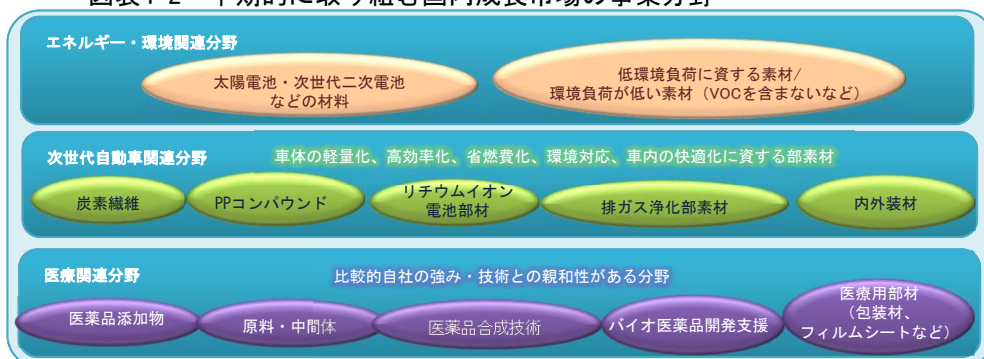 エネルギー・環境関連分野
太陽電池・次世代二次電池
などの材料
低環境負荷に資する素材/
環境負荷が低い素材（VOCを含まないなど）
次世代自動車関連分野
車体の軽量化、高効率化、省燃費化、環境対応、車内の快適化に資する部素材
炭素繊維
PPコンパウンド
リチウムイオン
電池部材
排ガス浄化部素材
内外装材
医療関連分野
比較的自社の強み・技術との親和性がある分野
医薬品添加物
原料・中間体
医薬品合成技術
バイオ医薬品開発支援
医療用部材
（包装材、
フィルムシートなど）